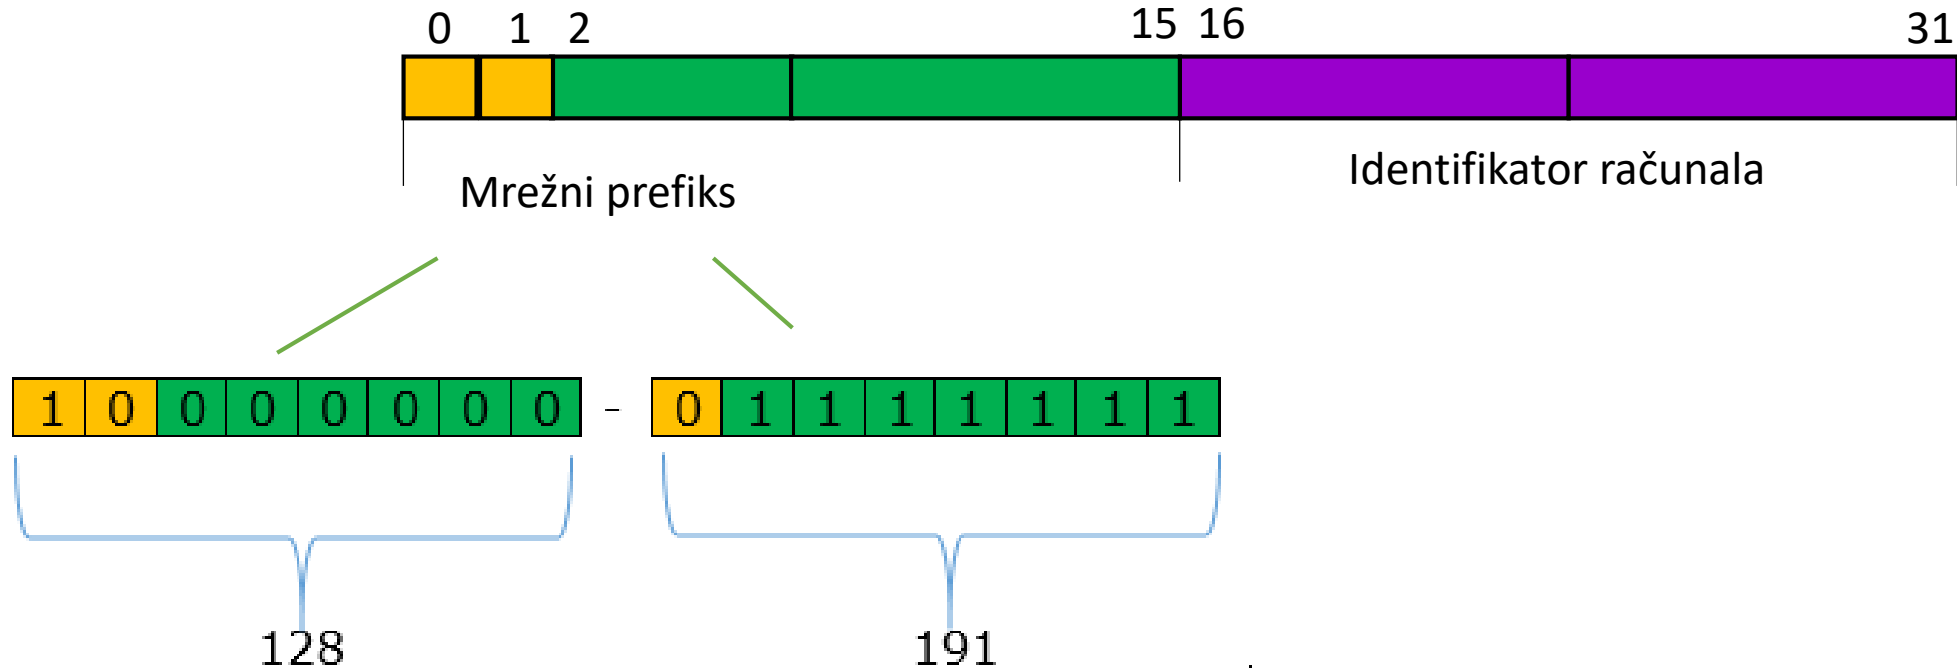 0 1 2 15 16 31
Mrežni prefiks
Identifikator računala
1 0 0 0 0 0 0 0 - 0 1 1 1 1 1 1 1
128 191